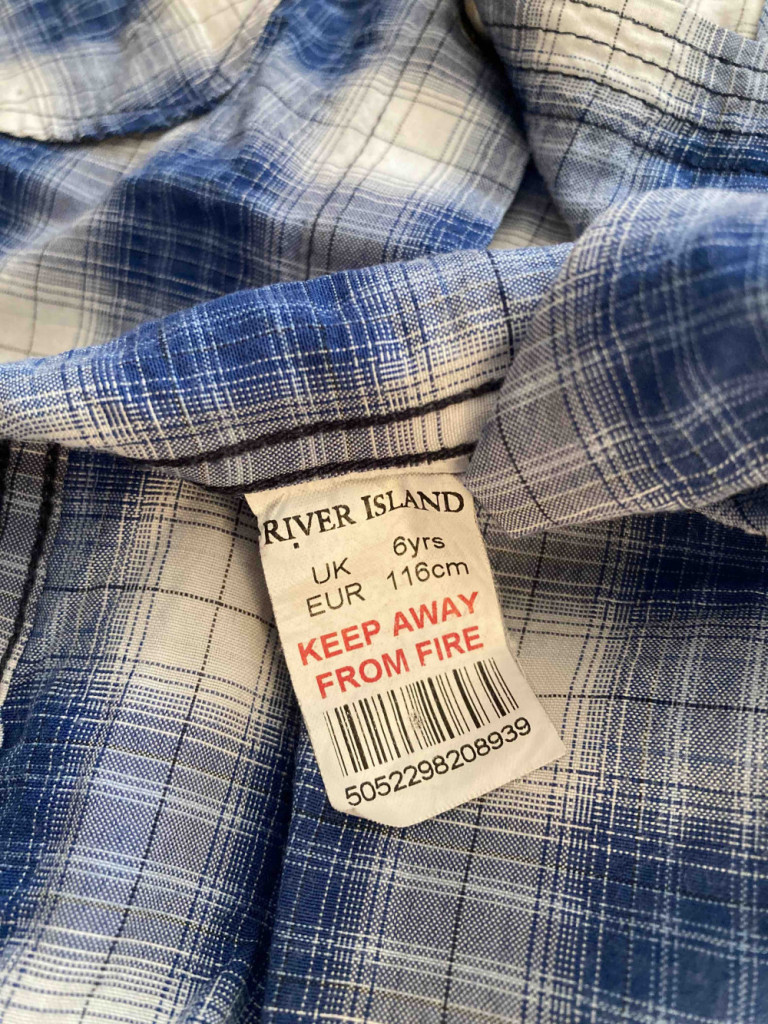 RIVER ISLAND
UK 6yrs
EUR 116cm
KEEP AWAY
FROM FIRE
5052298208939